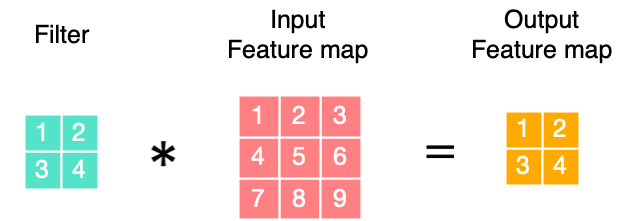 Filter
Input
Feature map
Output
Feature map
1 2
3 4
*
1 2 3
4 5 6
7 8 9
=
1 2
3 4